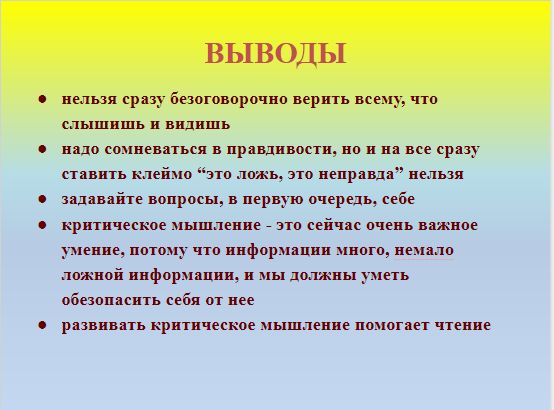 ВЫВОДЫ
● нельзя сразу безоговорочно верить всему, что
слышишь и видишь
● надо сомневаться в правдивости, но и на все сразу
ставить клеймо “это ложь, это неправда” нельзя
● задавайте вопросы, в первую очередь, себе
● критическое мышление - это сейчас очень важное
умение, потому что информации много, немало
ложной информации, и мы должны уметь
обезопасить себя от нее
● развивать критическое мышление помогает чтение